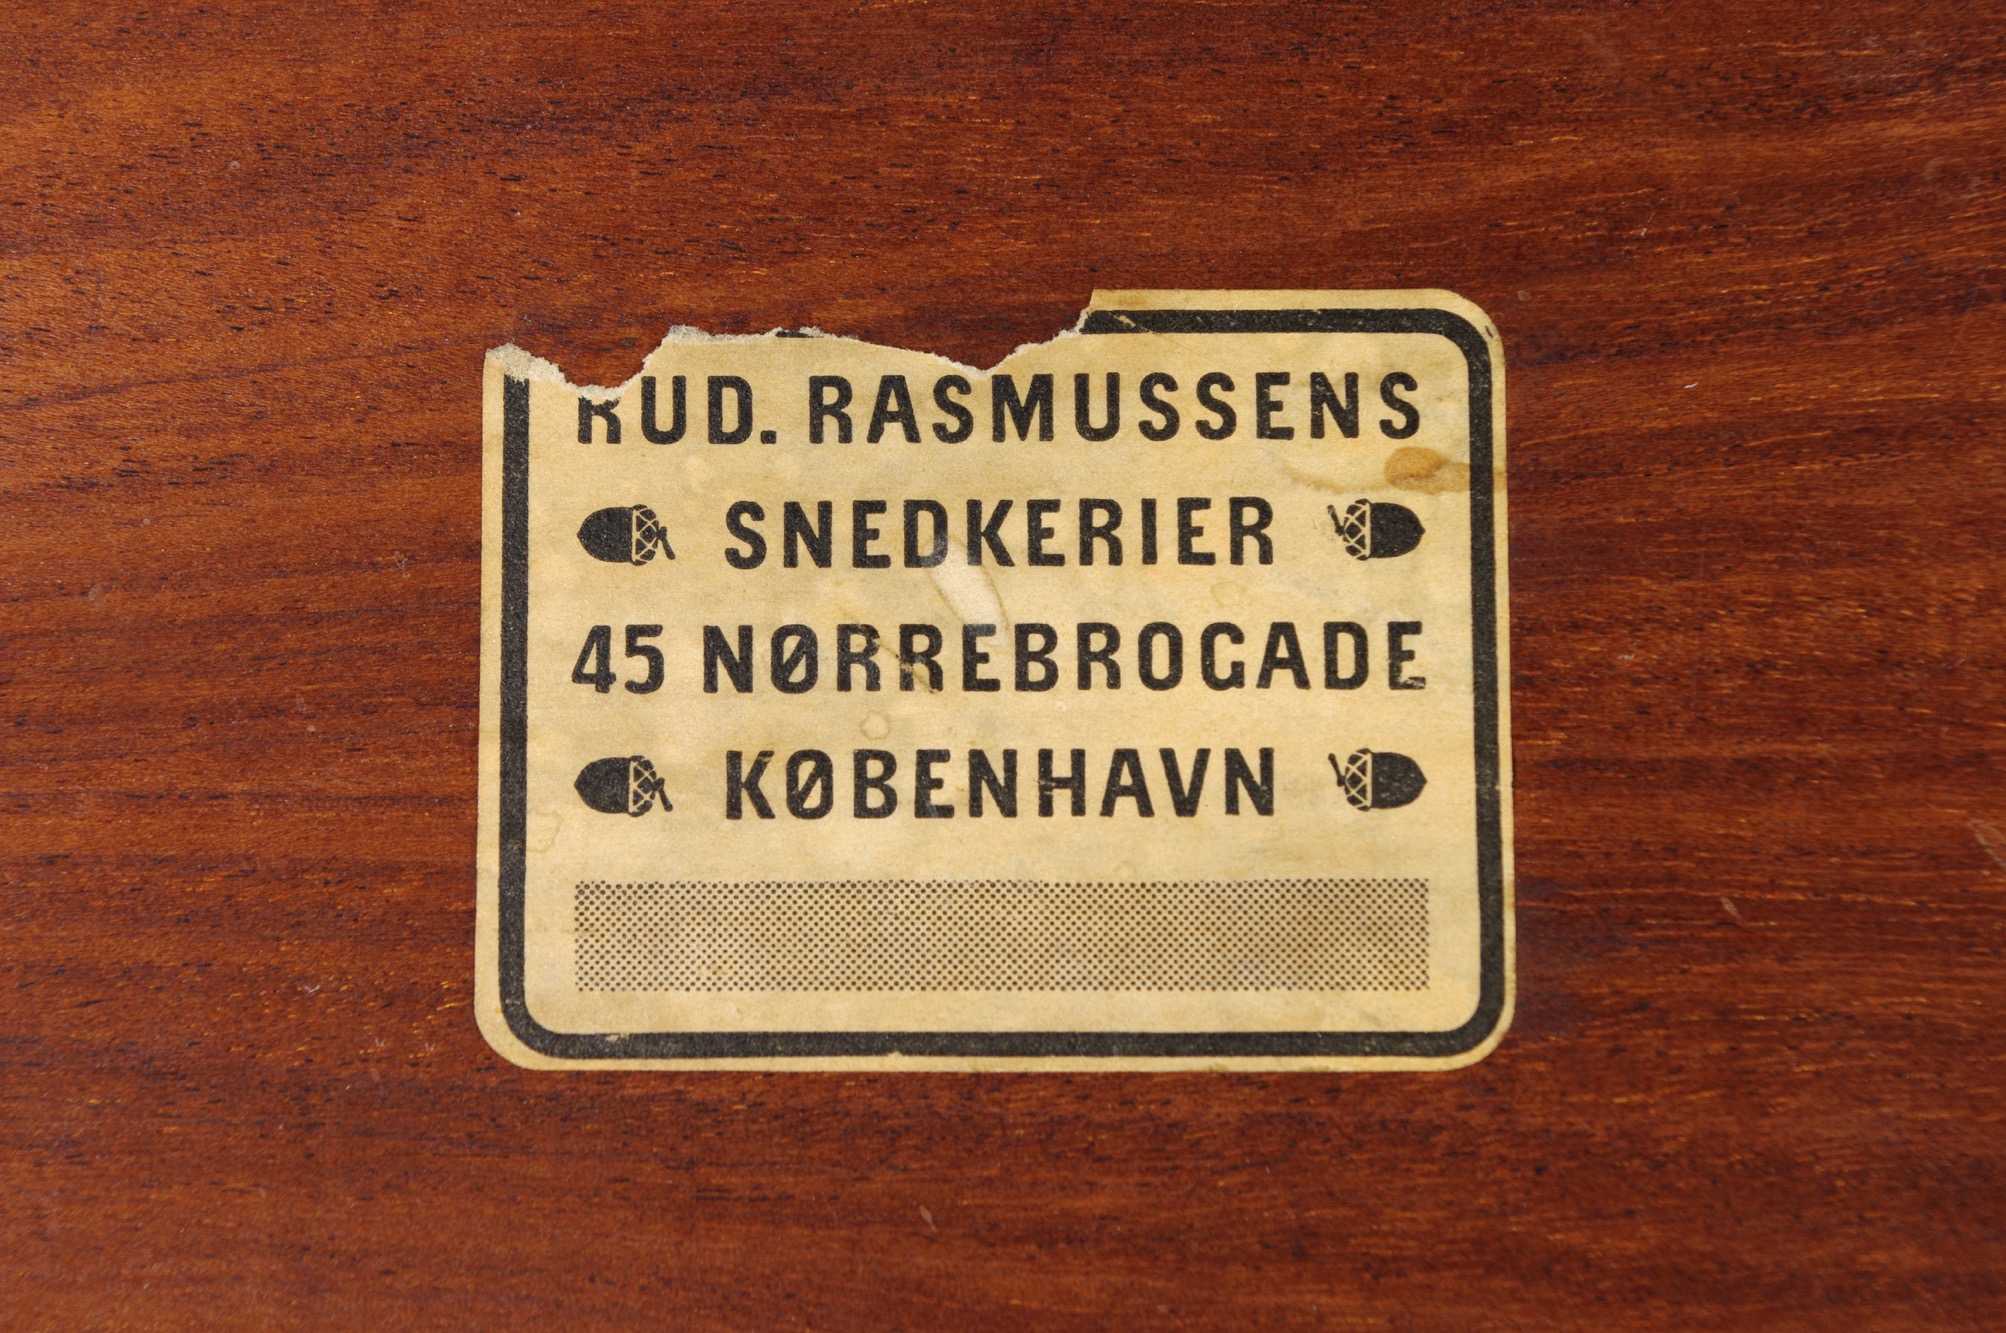 RUD. RASMUSSENS
SNEDKERIER
45 NØRREBROGADE
KØBENHAVN